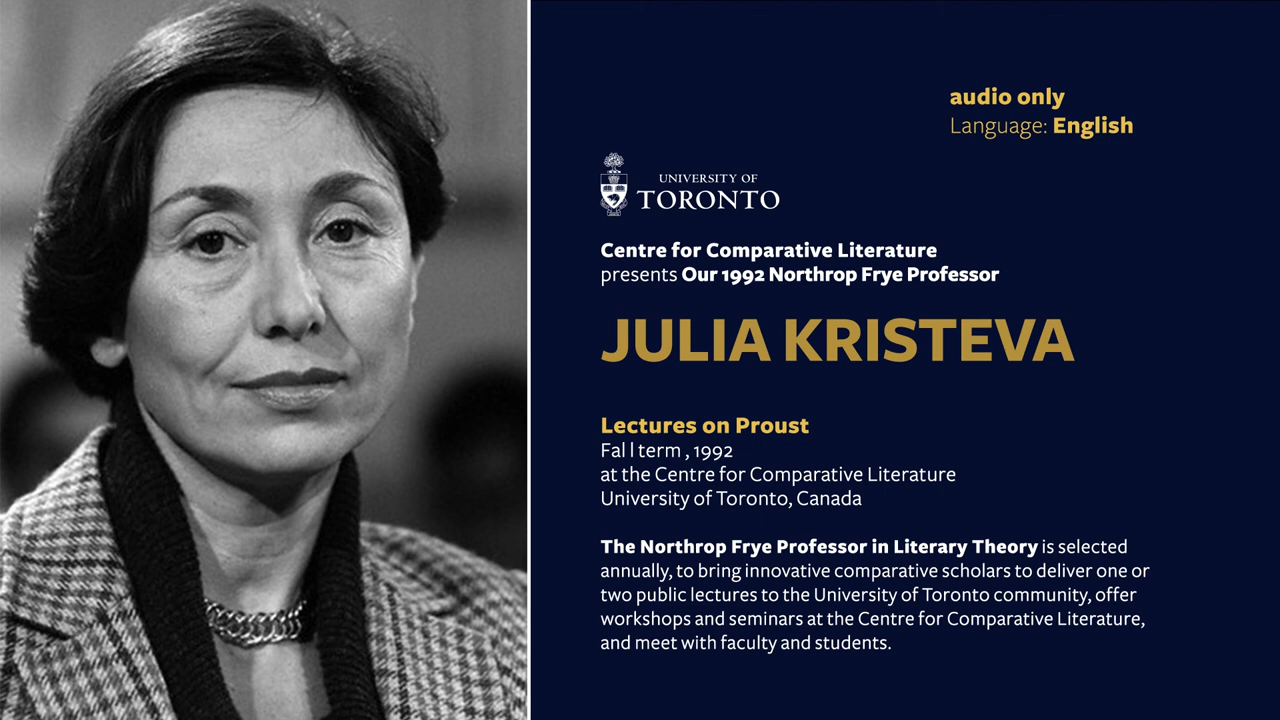 audio only
Language: English
UNIVERSITY OF
TORONTO
Centre for Comparative Literature
presents Our 1992 Northrop Frye Professor
JULIA KRISTEVA
Lectures on Proust
Fal l term , 1992
at the Centre for Comparative Literature
University of Toronto, Canada
The Northrop Frye Professor in Literary Theory is selected
annually, to bring innovative comparative scholars to deliver one or
two public lectures to the University of Toronto community, offer
workshops and seminars at the Centre for Comparative Literature,
and meet with faculty and students.